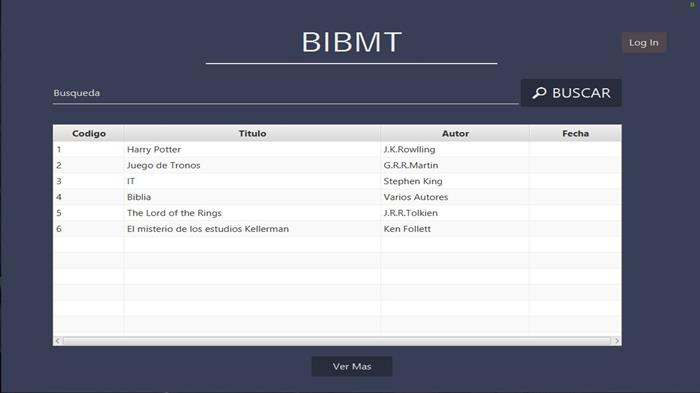 BIBMT
Log In
Busqueda
BUSCAR
Codigo Titulo Autor Fecha
1 Harry Potter J.K.Rowlling
2 Juego de Tronos G.R.R.Martin
3 IT Stephen King
4 Biblia Varios Autores
5 The Lord of the Rings J.R.R.Tolkien
6 El misterio de los estudios Kellerman Ken Follett
Ver Mas